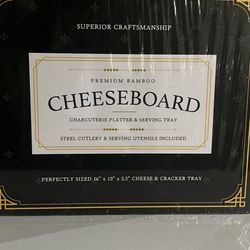 SUPERIOR CRAFTSMANSHIP
PREMIUM BAMBOO
CHEESEBOARD
CHARCUTERIE PLATTER & SERVING TRAY
STEEL CUTLERY & SERVING UTENSILS INCLUDED
PERFECTLY SIZED 16" x 13" x 2.5" CHEESE & CRACKER TRAY